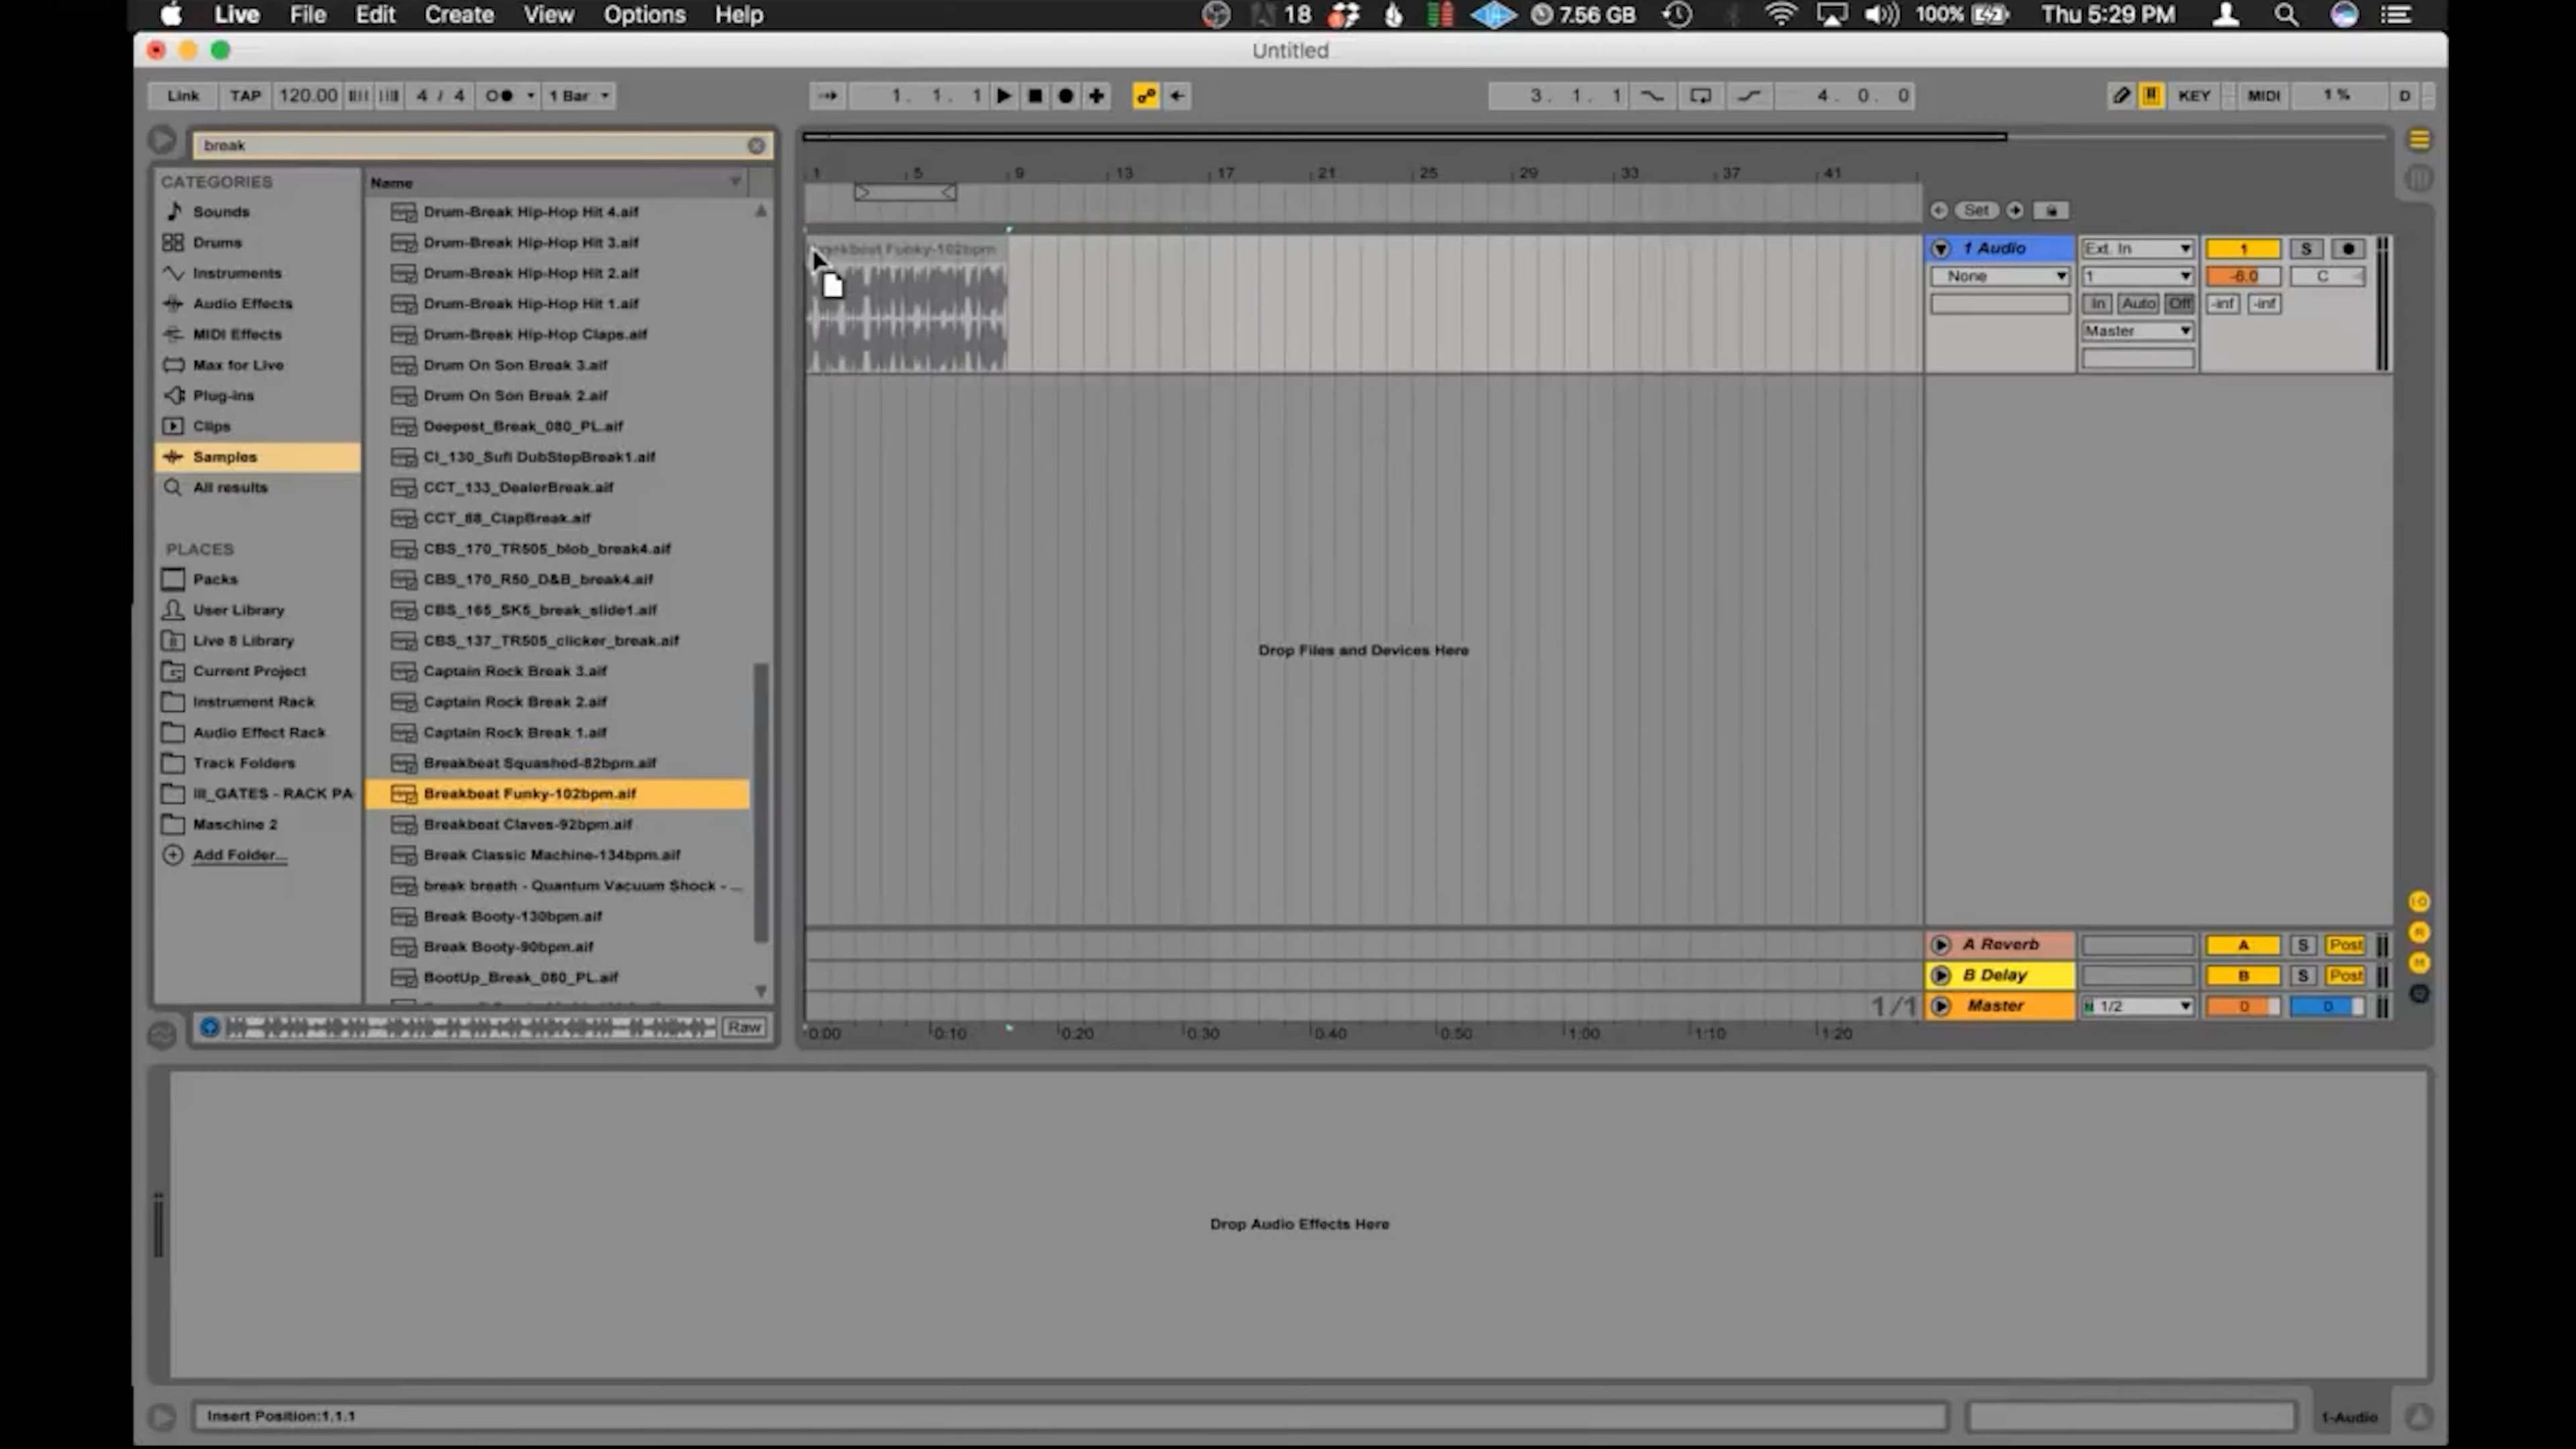 Live File Edit Create View Options Help 18 7.56 GB 100% Thu 5:29 PM
Untitled
Link TAP 120.00 4 / 4 1 Bar 1. 1. 1 3. 1. 1 4. 0. 0 KEY MIDI 1 % D
break
CATEGORIES
Sounds
Drums
Instruments
Audio Effects
MIDI Effects
Max for Live
Plug-ins
Clips
Samples
All results
PLACES
Packs
User Library
Live 8 Library
Current Project
Instrument Rack
Audio Effect Rack
Track Folders
Ill_GATES - RACK PA
Maschine 2
Add Folder...
Name
Drum-Break Hip-Hop Hit 4.aif
Drum-Break Hip-Hop Hit 3.aif
Drum-Break Hip-Hop Hit 2.aif
Drum-Break Hip-Hop Hit 1.aif
Drum-Break Hip-Hop Claps.aif
Drum On Son Break 3.aif
Drum On Son Break 2.aif
Deepest_Break_080_PL.aif
CI_130_Sufi DubStepBreak1.aif
CCT_133_DealerBreak.aif
CCT_88_ClapBreak.aif
CBS_170_TR505_blob_break4.aif
CBS_170_R50_D&B_break4.aif
CBS_165_SK5_break_slide1.aif
CBS_137_TR505_clicker_break.aif
Captain Rock Break 3.aif
Captain Rock Break 2.aif
Captain Rock Break 1.aif
Breakbeat Squashed-82bpm.aif
Breakbeat Funky-102bpm.aif
Breakbeat Claves-92bpm.aif
Break Classic Machine-134bpm.aif
break breath - Quantum Vacuum Shock - ...
Break Booty-130bpm.aif
Break Booty-90bpm.aif
BootUp_Break_080_PL.aif
Raw
1 5 9 13 17 21 25 29 33 37 41
Set
Funky-102bpm
1 Audio Ext. In 1 S
None 1 -6.0 C
In Auto Off -inf -inf
Master
Drop Files and Devices Here
A Reverb A S Post
B Delay B S Post
1/1 Master 1/2 0 0
0:00 0:10 0:20 0:30 0:40 0:50 1:00 1:10 1:20
Drop Audio Effects Here
Insert Position:1.1.1
1-Audio